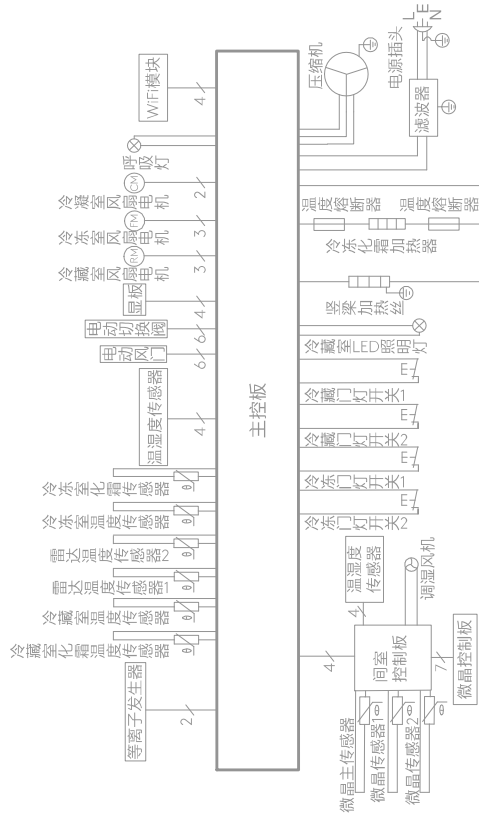 WiFi模块
4
呼吸灯
CM
冷凝室风扇电机
2
FM
冷冻室风扇电机
3
RM
冷藏室风扇电机
3
显板
4
电动切换阀
6
电动风门
6
温湿度传感器
4
冷冻室化霜传感器
θ
冷冻室温度传感器
θ
雷达温度传感器2
θ
雷达温度传感器1
θ
冷藏室温度传感器
θ
冷藏室化霜温度传感器
θ
等离子发生器
2
主控板
压缩机
电源插头
L
E
N
滤波器
温度熔断器
温度熔断器
冷冻化霜加热器
竖梁加热丝
冷藏室LED照明灯
冷藏门灯开关1
冷藏门灯开关2
冷冻门灯开关1
冷冻门灯开关2
温湿度
传感器
4
调湿风机
4
间室
控制板
7
微晶控制板
微晶主传感器
θ
微晶传感器1
θ
微晶传感器2
θ